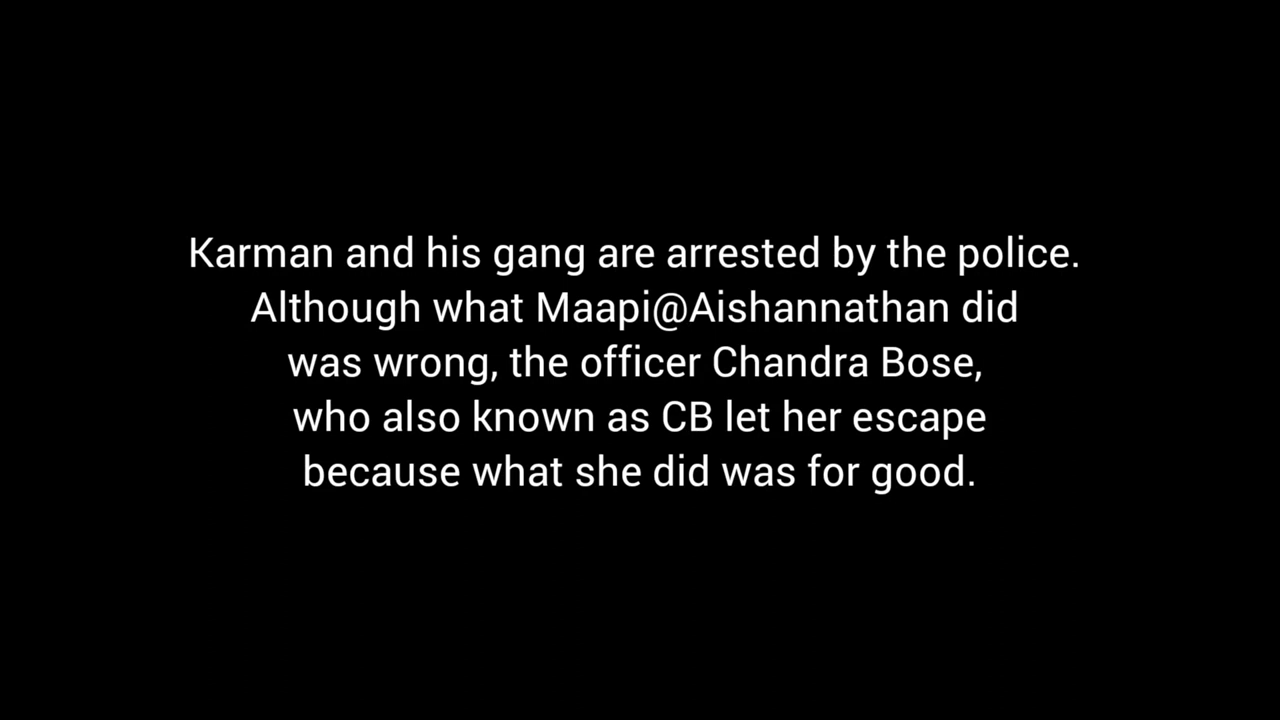 Karman and his gang are arrested by the police.
Although what Maapi@Aishannathan did
was wrong, the officer Chandra Bose,
who also known as CB let her escape
because what she did was for good.